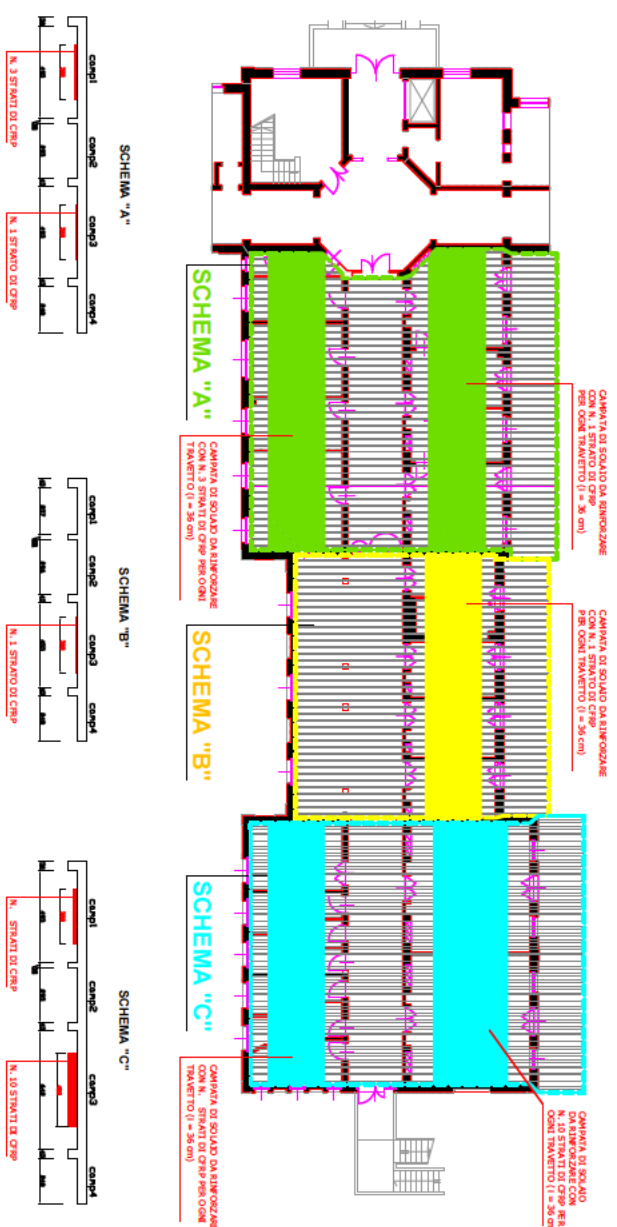 CAMPATA DI SOLAIO DA RINFORZARE
CON N. 1 STRATO DI CFRP
PER OGNI TRAVETTO (l = 36 cm)
CAMPATA DI SOLAIO DA RINFORZARE
CON N. 1 STRATO DI CFRP
PER OGNI TRAVETTO (l = 36 cm)
CAMPATA DI SOLAIO
DA RINFORZARE CON
N. 10 STRATI DI CFRP PER
OGNI TRAVETTO (l = 36 cm
SCHEMA "A"
CAMPATA DI SOLAIO DA RINFORZARE
CON N. 3 STRATI DI CFRP PER OGNI
TRAVETTO (l = 36 cm)
SCHEMA "B"
SCHEMA "C"
CAMPATA DI SOLAIO DA RINFORZARE
CON N. STRATI DI CFRP PER OGNI
TRAVETTO (l = 36 cm)
SCHEMA "A"
camp1 camp2 camp3 camp4
N. 3 STRATI DI CFRP
N. 1 STRATO DI CFRP
SCHEMA "B"
camp1 camp2 camp3 camp4
N. 1 STRATO DI CFRP
SCHEMA "C"
camp1 camp2 camp3 camp4
N. STRATI DI CFRP
N. 10 STRATI DI CFRP